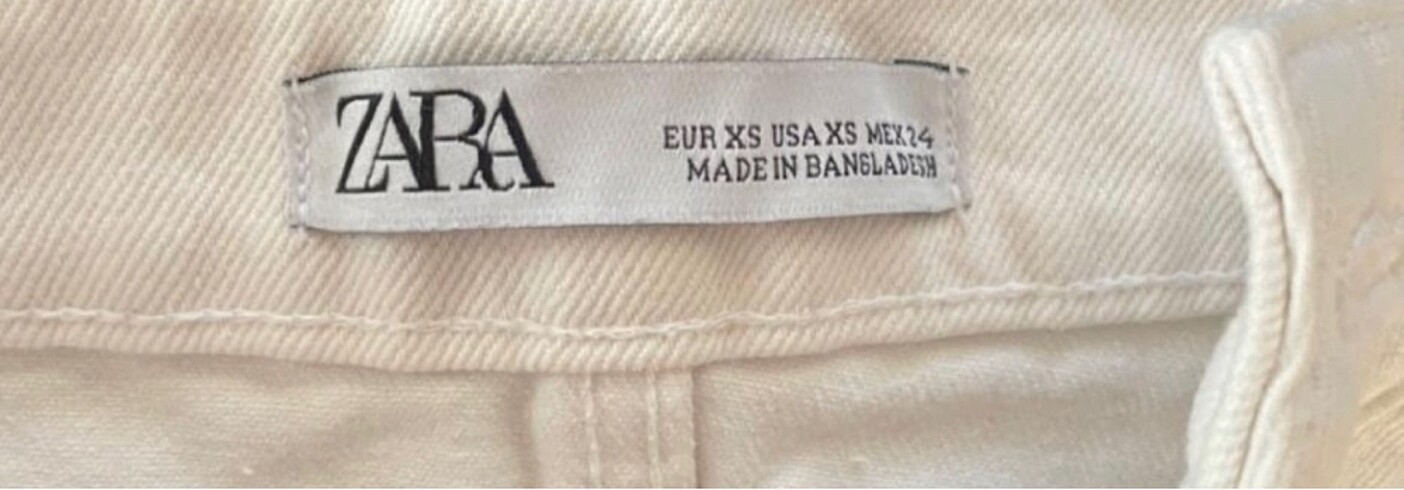 ZARA
EUR XS USA XS MEX 24
MADE IN BANGLADESH